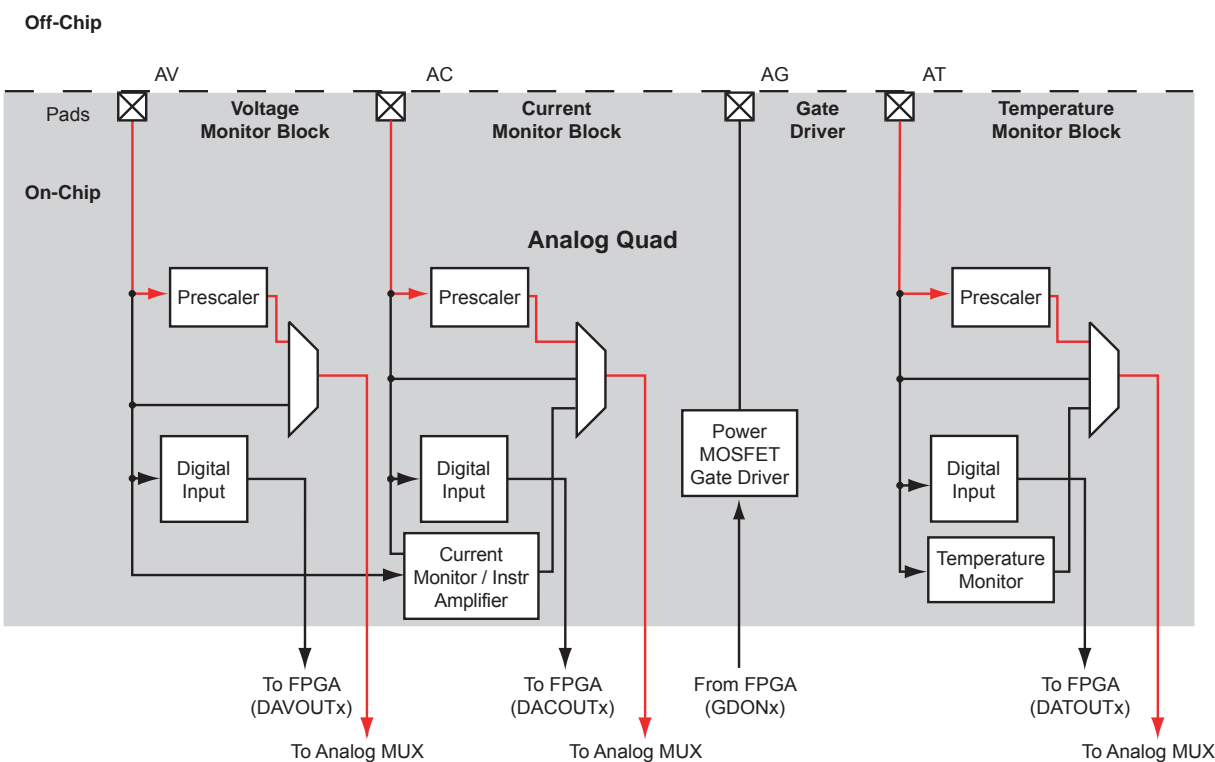 Off-Chip
AV
AC
AG
AT
Pads
Voltage
Monitor Block
Current
Monitor Block
Gate
Driver
Temperature
Monitor Block
On-Chip
Analog Quad
Prescaler
Prescaler
Prescaler
Power
MOSFET
Gate Driver
Digital
Input
Digital
Input
Digital
Input
Current
Monitor / Instr
Amplifier
Temperature
Monitor
To FPGA
(DAVOUTx)
To FPGA
(DACOUTx)
From FPGA
(GDONx)
To FPGA
(DATOUTx)
To Analog MUX
To Analog MUX
To Analog MUX